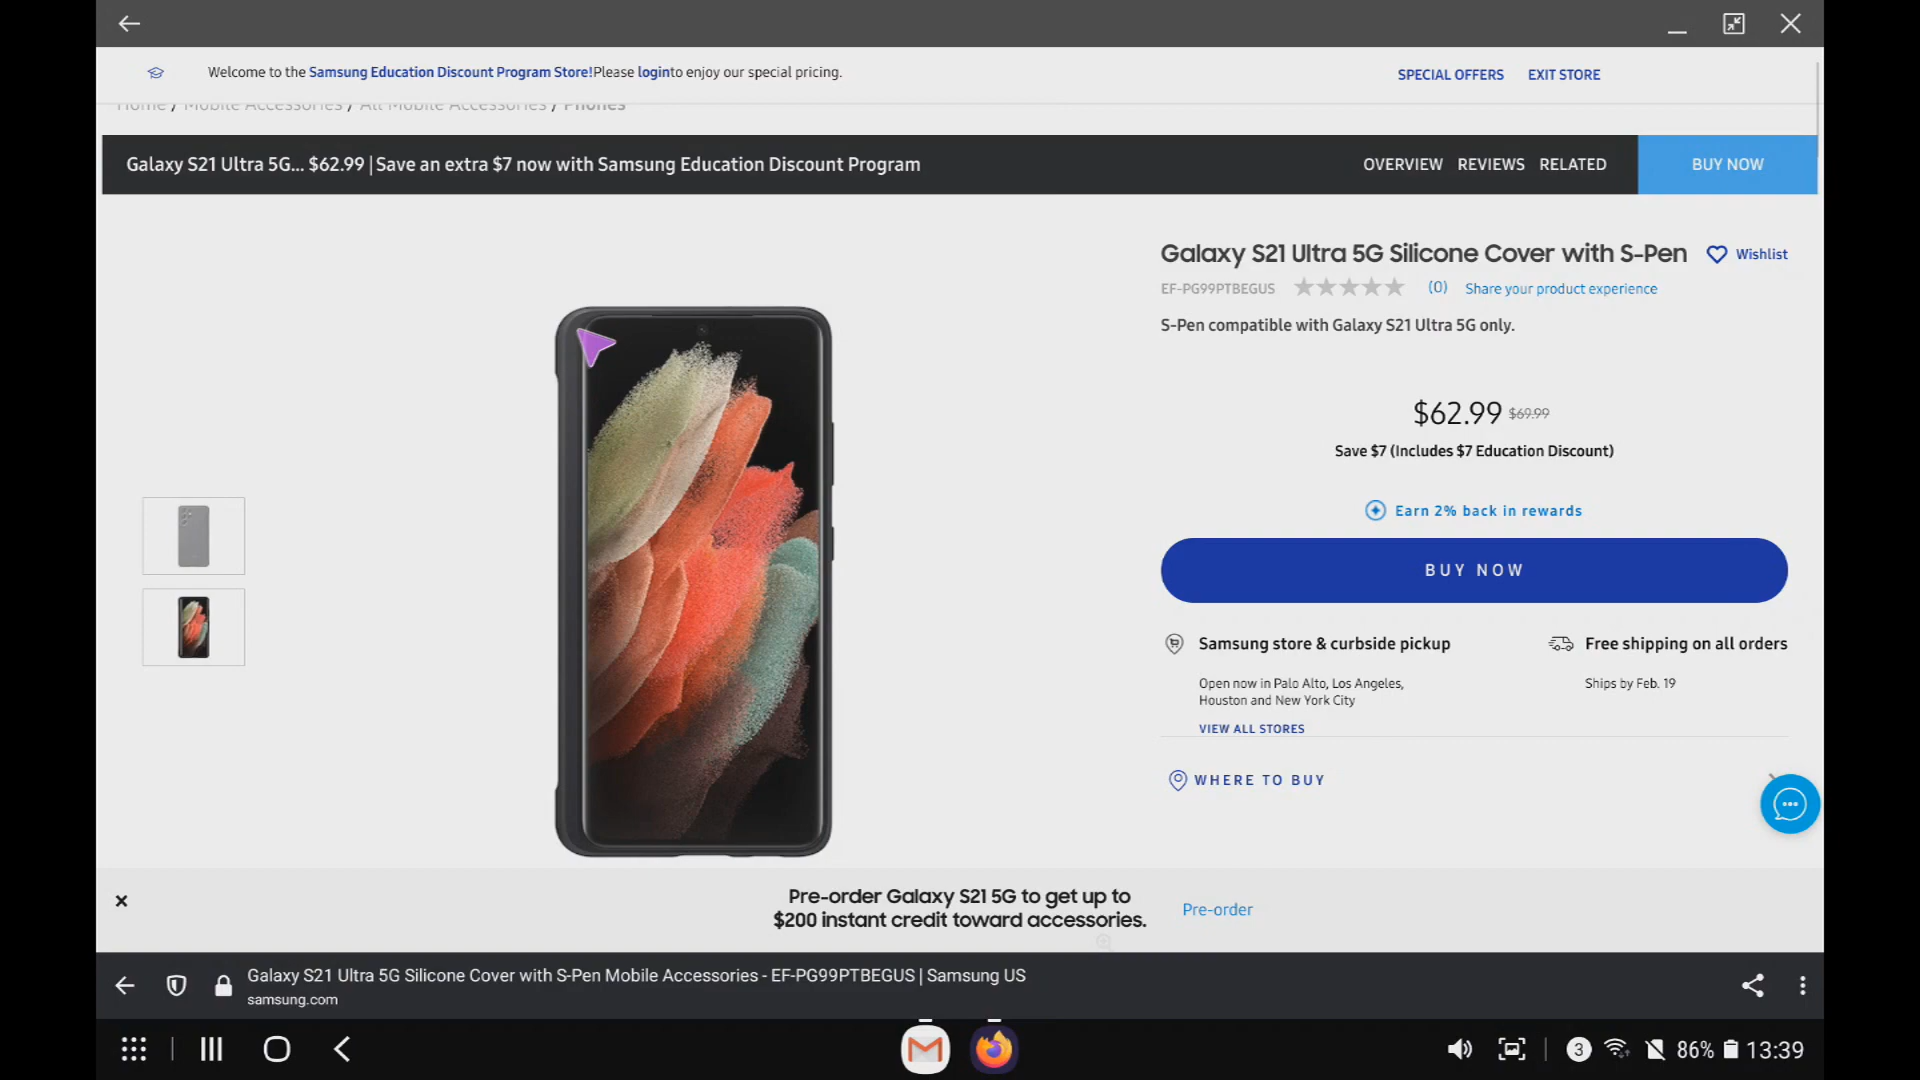 Welcome to the Samsung Education Discount Program Store!Please loginto enjoy our special pricing.
SPECIAL OFFERS
EXIT STORE
Home / Mobile Accessories / All Mobile Accessories / Phones
Galaxy S21 Ultra 5G... $62.99 | Save an extra $7 now with Samsung Education Discount Program
OVERVIEW
REVIEWS
RELATED
BUY NOW
Galaxy S21 Ultra 5G Silicone Cover with S-Pen
Wishlist
EF-PG99PTBEGUS
(0)
Share your product experience
S-Pen compatible with Galaxy S21 Ultra 5G only.
$62.99 $69.99
Save $7 (Includes $7 Education Discount)
Earn 2% back in rewards
BUY NOW
Samsung store & curbside pickup
Open now in Palo Alto, Los Angeles,
Houston and New York City
VIEW ALL STORES
Free shipping on all orders
Ships by Feb. 19
WHERE TO BUY
Pre-order Galaxy S21 5G to get up to
$200 instant credit toward accessories.
Pre-order
Galaxy S21 Ultra 5G Silicone Cover with S-Pen Mobile Accessories - EF-PG99PTBEGUS | Samsung US
samsung.com
3
86%
13:39